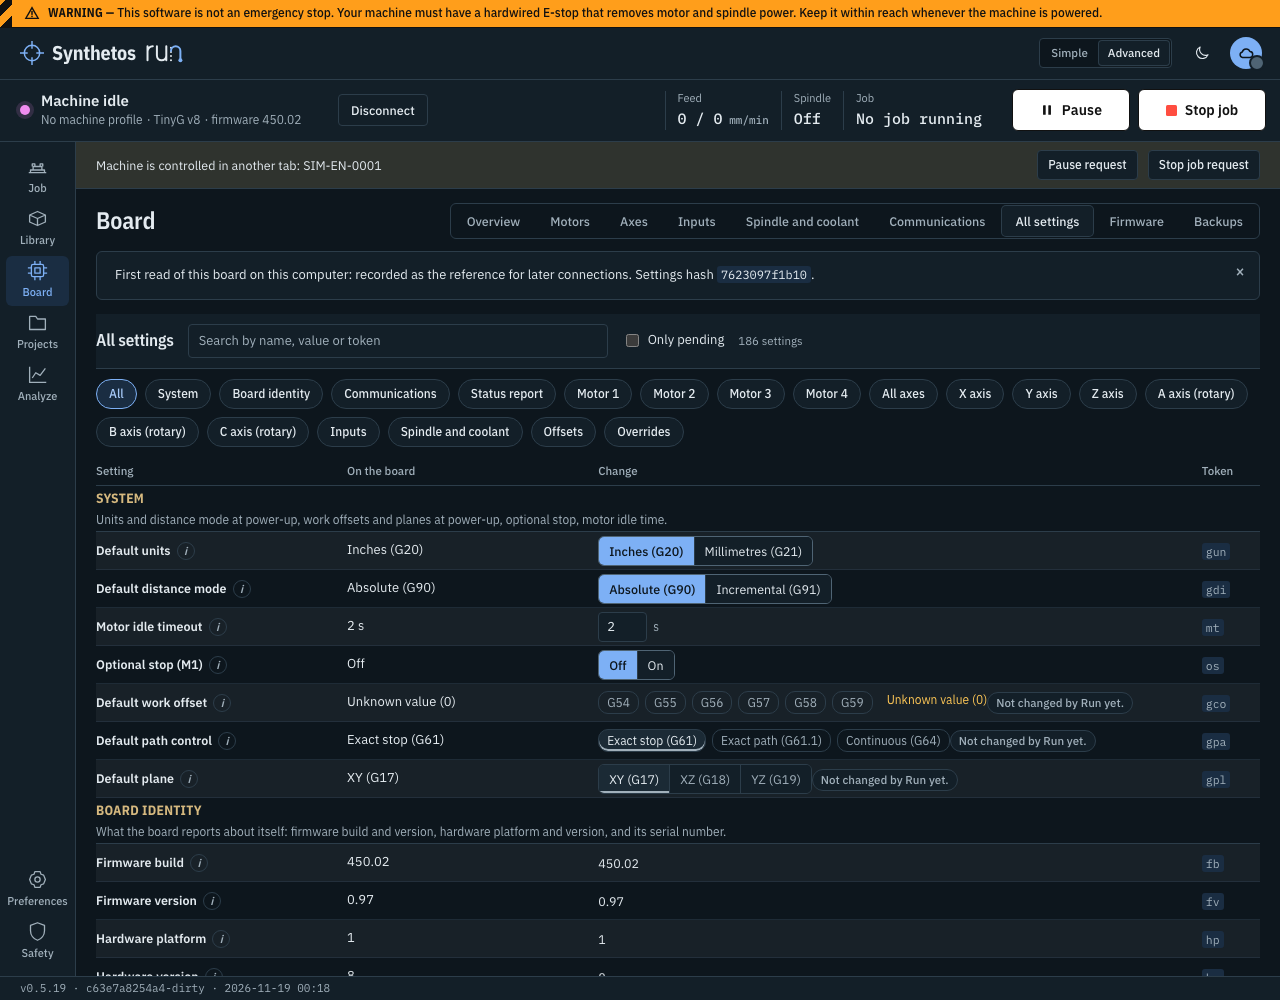 WARNING — This software is not an emergency stop. Your machine must have a hardwired E-stop that removes motor and spindle power. Keep it within reach whenever the machine is powered.
Synthetos run
Simple Advanced
Machine idle
No machine profile · TinyG v8 · firmware 450.02
Disconnect
Feed
0 / 0 mm/min
Spindle
Off
Job
No job running
Pause
Stop job
Job
Library
Board
Projects
Analyze
Preferences
Safety
Machine is controlled in another tab: SIM-EN-0001
Pause request Stop job request
Board
Overview Motors Axes Inputs Spindle and coolant Communications All settings Firmware Backups
First read of this board on this computer: recorded as the reference for later connections. Settings hash 7623097f1b10.
×
All settings Search by name, value or token Only pending 186 settings
All System Board identity Communications Status report Motor 1 Motor 2 Motor 3 Motor 4 All axes X axis Y axis Z axis A axis (rotary)
B axis (rotary) C axis (rotary) Inputs Spindle and coolant Offsets Overrides
Setting On the board Change Token
SYSTEM
Units and distance mode at power-up, work offsets and planes at power-up, optional stop, motor idle time.
Default units i Inches (G20) Inches (G20) Millimetres (G21) gun
Default distance mode i Absolute (G90) Absolute (G90) Incremental (G91) gdi
Motor idle timeout i 2 s 2 s mt
Optional stop (M1) i Off Off On os
Default work offset i Unknown value (0) G54 G55 G56 G57 G58 G59 Unknown value (0) Not changed by Run yet. gco
Default path control i Exact stop (G61) Exact stop (G61) Exact path (G61.1) Continuous (G64) Not changed by Run yet. gpa
Default plane i XY (G17) XY (G17) XZ (G18) YZ (G19) Not changed by Run yet. gpl
BOARD IDENTITY
What the board reports about itself: firmware build and version, hardware platform and version, and its serial number.
Firmware build i 450.02 450.02 fb
Firmware version i 0.97 0.97 fv
Hardware platform i 1 1 hp
Hardware version i 8
v0.5.19 · c63e7a8254a4-dirty · 2026-11-19 00:18